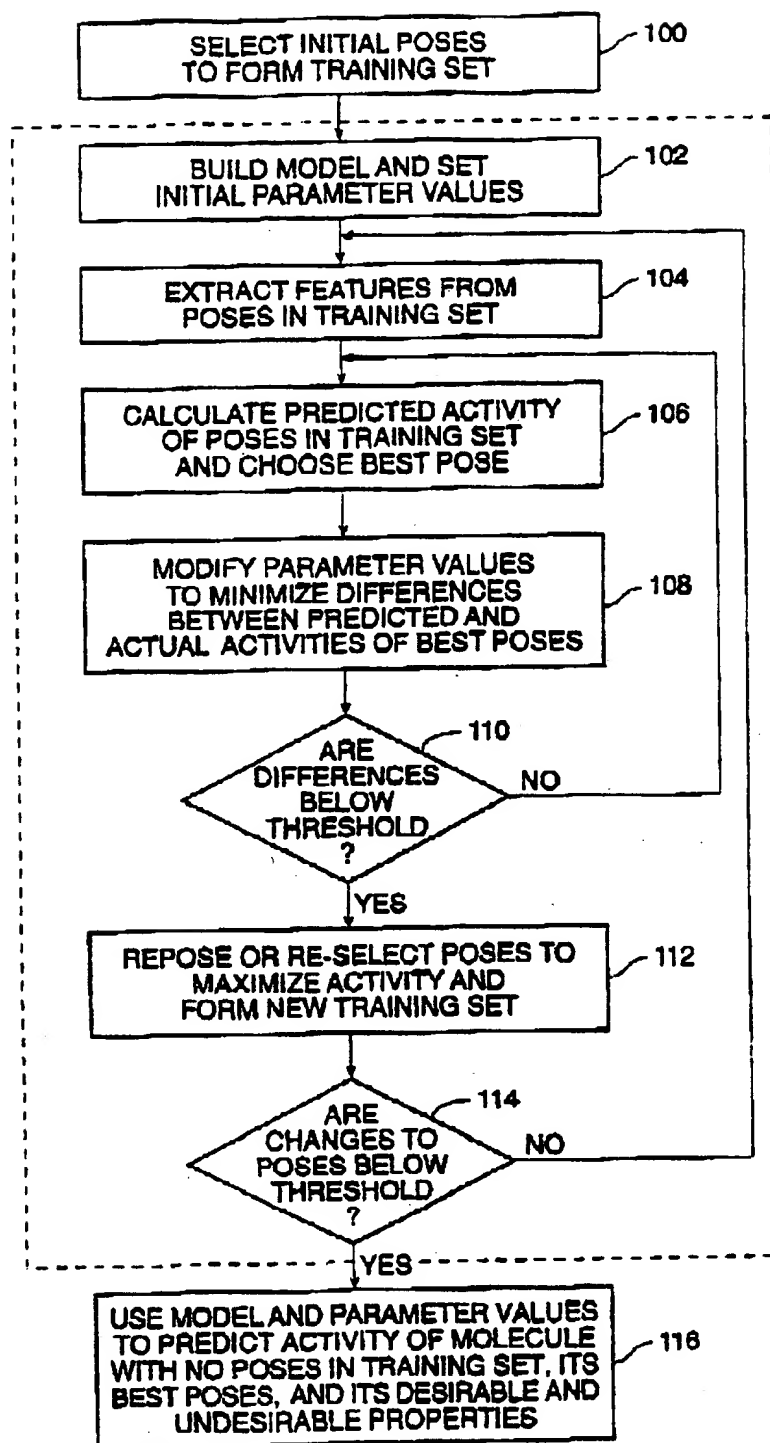 SELECT INITIAL POSES
TO FORM TRAINING SET
100
BUILD MODEL AND SET
INITIAL PARAMETER VALUES
102
EXTRACT FEATURES FROM
POSES IN TRAINING SET
104
CALCULATE PREDICTED ACTIVITY
OF POSES IN TRAINING SET
AND CHOOSE BEST POSE
106
MODIFY PARAMETER VALUES
TO MINIMIZE DIFFERENCES
BETWEEN PREDICTED AND
ACTUAL ACTIVITIES OF BEST POSES
108
110
ARE
DIFFERENCES
BELOW
THRESHOLD
?
NO
YES
REPOSE OR RE-SELECT POSES TO
MAXIMIZE ACTIVITY AND
FORM NEW TRAINING SET
112
114
ARE
CHANGES TO
POSES BELOW
THRESHOLD
?
NO
YES
USE MODEL AND PARAMETER VALUES
TO PREDICT ACTIVITY OF MOLECULE
WITH NO POSES IN TRAINING SET, ITS
BEST POSES, AND ITS DESIRABLE AND
UNDESIRABLE PROPERTIES
116